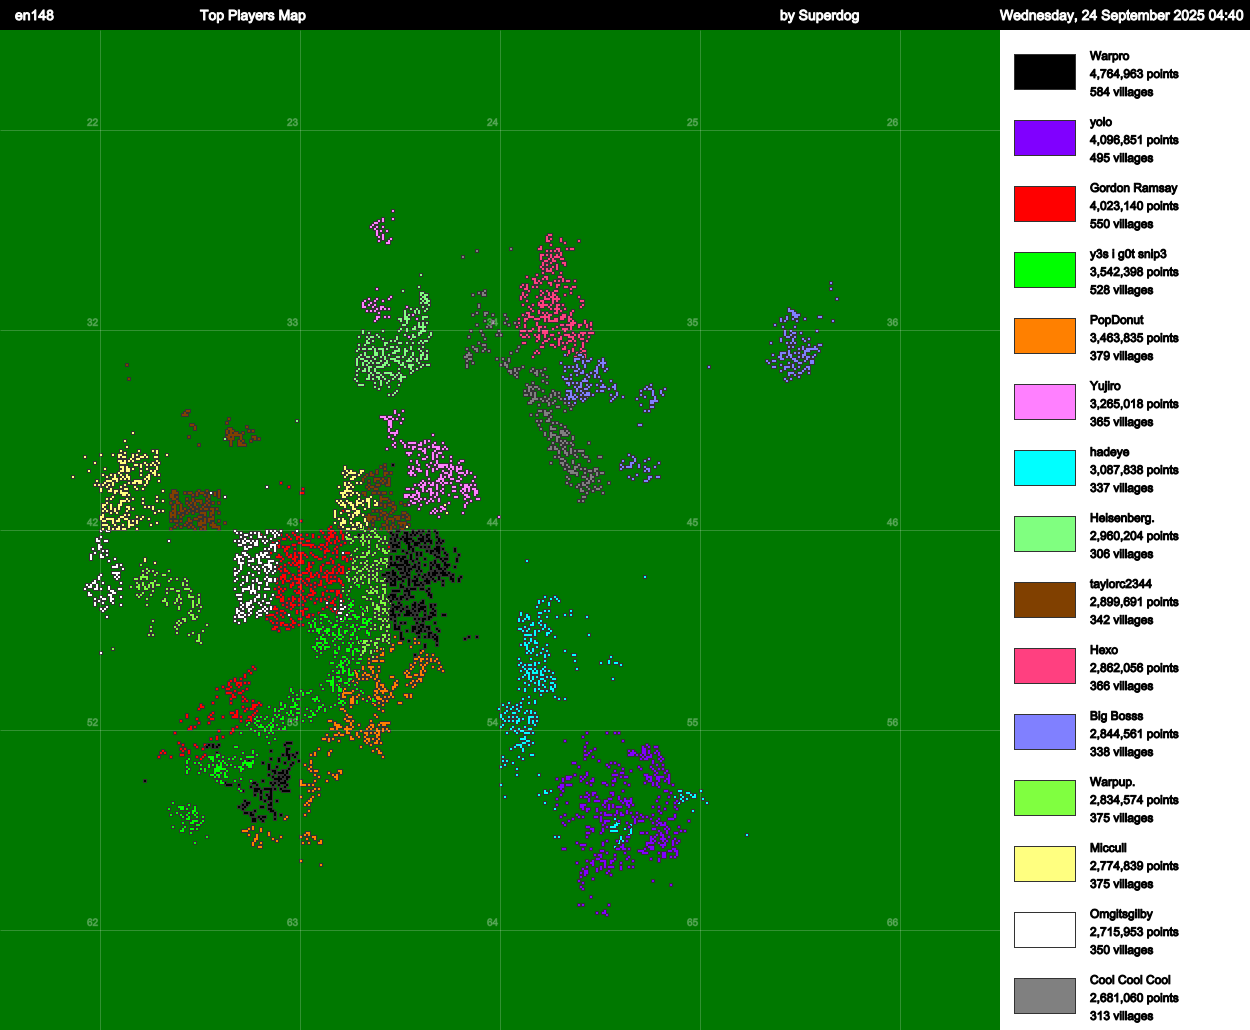 en148 Top Players Map by Superdog Wednesday, 24 September 2025 04:40
Warpro
4,764,963 points
584 villages
22 23 24 25 26
yolo
4,096,851 points
495 villages
Gordon Ramsay
4,023,140 points
550 villages
y3s I g0t snip3
3,542,398 points
528 villages
32 33 34 35 36
PopDonut
3,463,835 points
379 villages
Yujiro
3,265,018 points
365 villages
hadeye
3,087,838 points
337 villages
42 43 44 45 46
Heisenberg.
2,960,204 points
306 villages
taylorc2344
2,899,691 points
342 villages
Hexo
2,862,056 points
366 villages
52 53 54 55 56
Big Bosss
2,844,561 points
338 villages
Warpup.
2,834,574 points
375 villages
Miccull
2,774,839 points
375 villages
62 63 64 65 66
Omgitsgilby
2,715,953 points
350 villages
Cool Cool Cool
2,681,060 points
313 villages